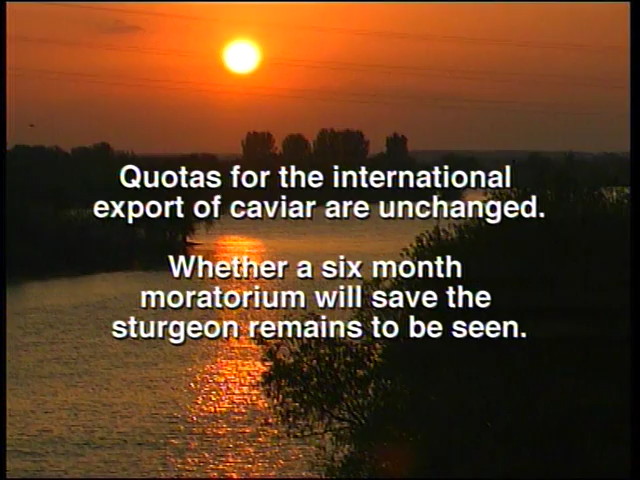 Quotas for the international
export of caviar are unchanged.
Whether a six month
moratorium will save the
sturgeon remains to be seen.